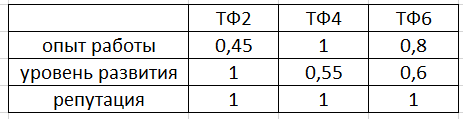 ТФ2 ТФ4 ТФ6
опыт работы 0,45 1 0,8
уровень развития 1 0,55 0,6
репутация 1 1 1